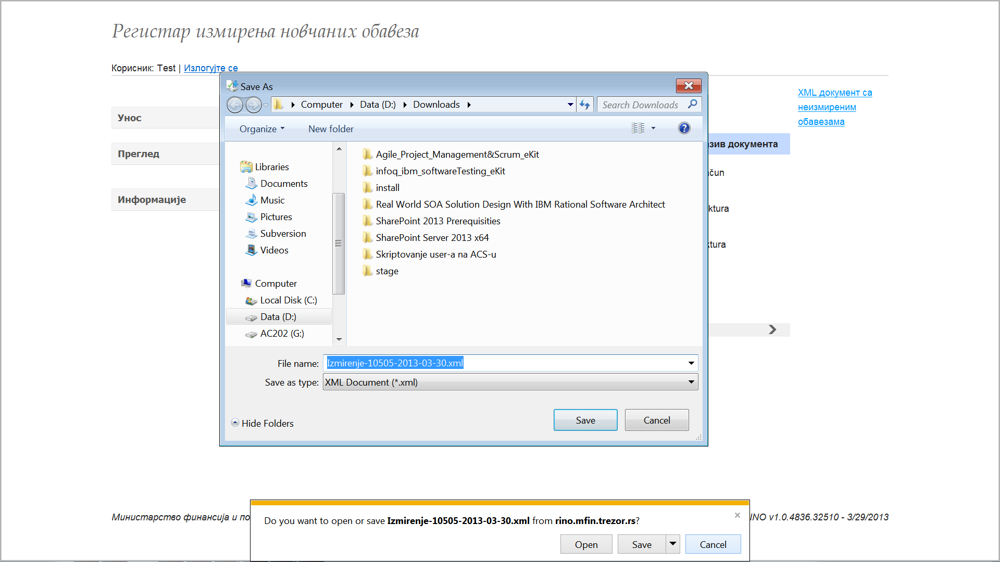 Регистар измирења новчаних обавеза
Корисник: Test | Излогујте се
Унос
Преглед
Информације
XML документ са
неизмиреним
обавезама
зив документа
čun
ktura
ktura
Save As
Computer
Data (D:)
Downloads
Search Downloads
Organize
New folder
Libraries
Documents
Music
Pictures
Subversion
Videos
Computer
Local Disk (C:)
Data (D:)
AC202 (G:)
Agile_Project_Management&Scrum_eKit
infoq_ibm_softwareTesting_eKit
install
Real World SOA Solution Design With IBM Rational Software Architect
SharePoint 2013 Prerequisities
SharePoint Server 2013 x64
Skriptovanje user-a na ACS-u
stage
File name: Izmirenje-10505-2013-03-30.xml
Save as type: XML Document (*.xml)
Hide Folders
Save
Cancel
Министарство финансија и по
INO v1.0.4836.32510 - 3/29/2013
Do you want to open or save Izmirenje-10505-2013-03-30.xml from rino.mfin.trezor.rs?
Open
Save
Cancel